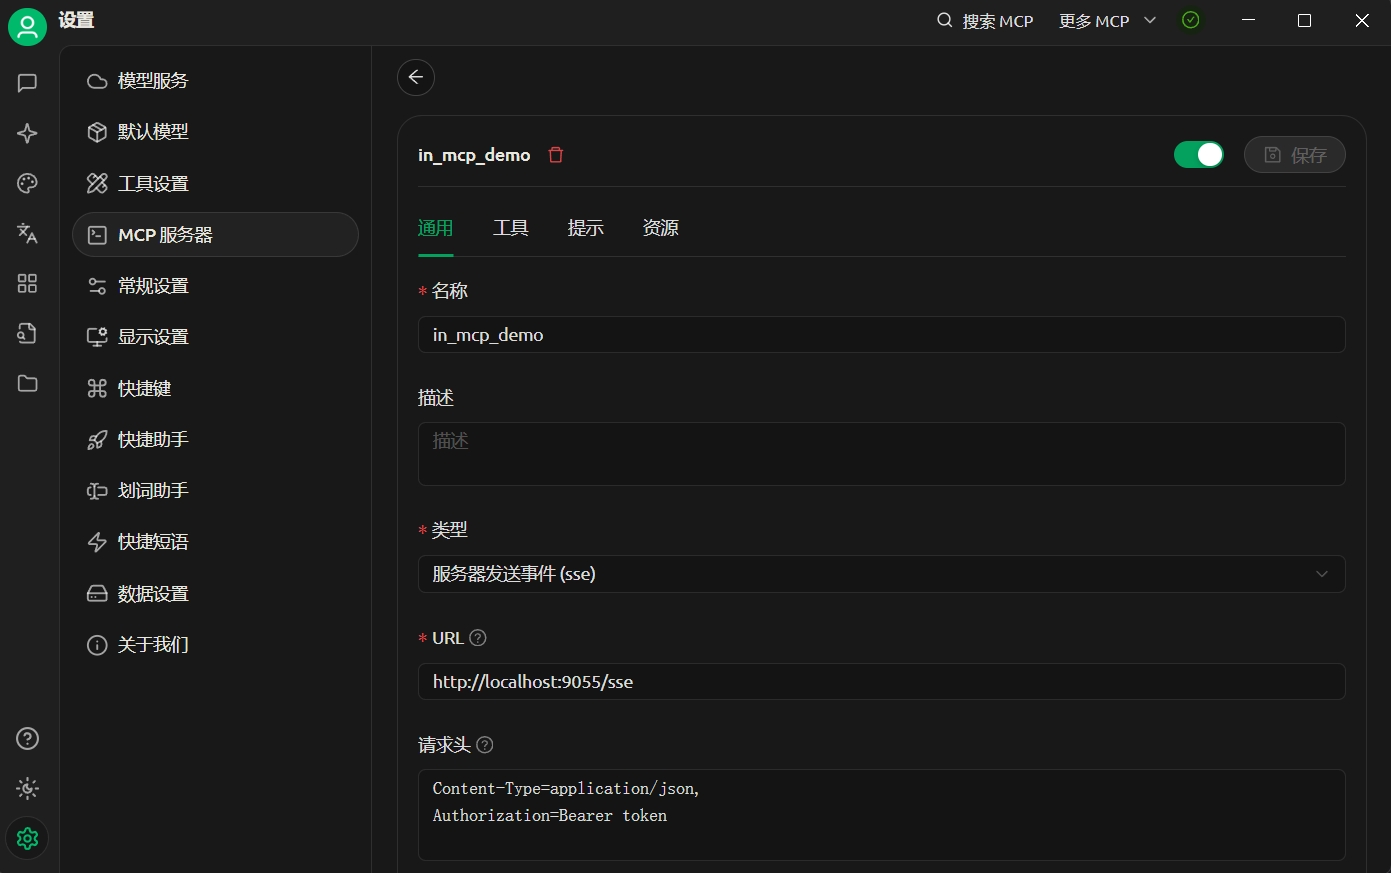 设置
搜索 MCP
更多 MCP
模型服务
默认模型
工具设置
MCP 服务器
常规设置
显示设置
快捷键
快捷助手
划词助手
快捷短语
数据设置
关于我们
in_mcp_demo
保存
通用
工具
提示
资源
* 名称
in_mcp_demo
描述
描述
* 类型
服务器发送事件 (sse)
* URL
http://localhost:9055/sse
请求头
Content-Type=application/json,
Authorization=Bearer token